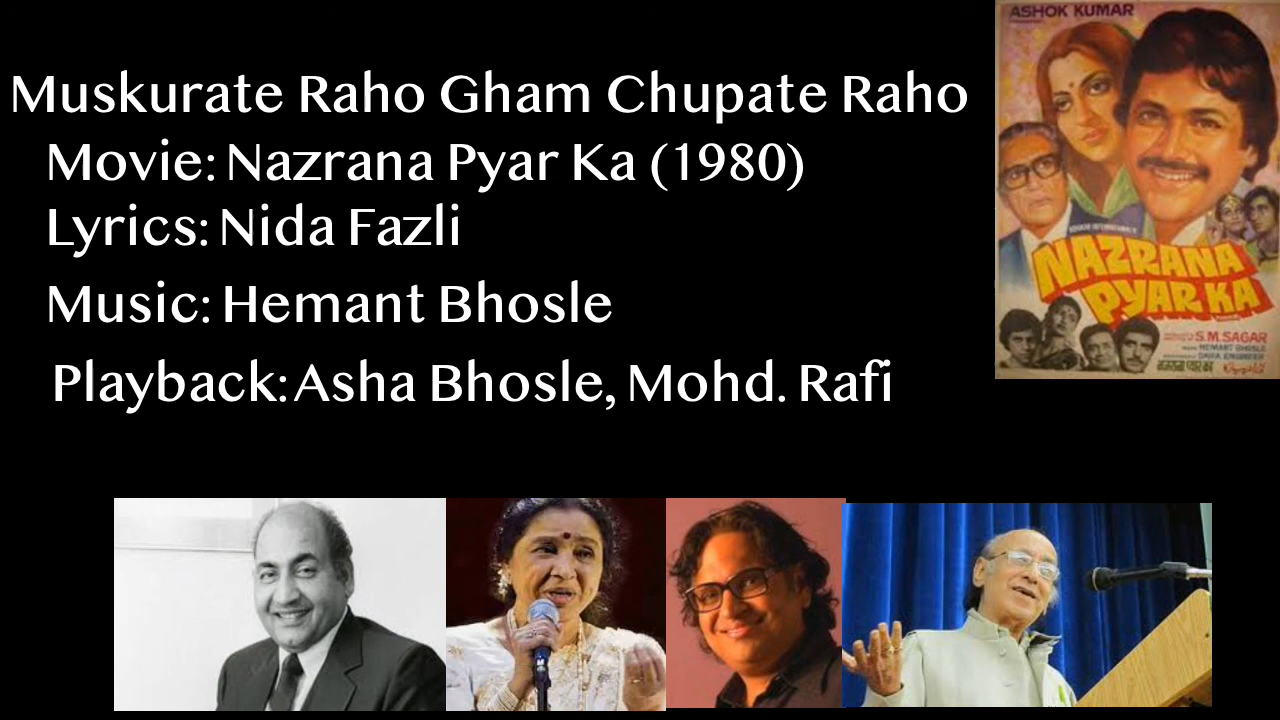 Muskurate Raho Gham Chupate Raho
Movie: Nazrana Pyar Ka (1980)
Lyrics: Nida Fazli
Music: Hemant Bhosle
Playback: Asha Bhosle, Mohd. Rafi
ASHOK KUMAR
NAZRANA
PYAR KA
S.M. SAGAR
HEMANT BHOSLE
नज़राना प्यार का